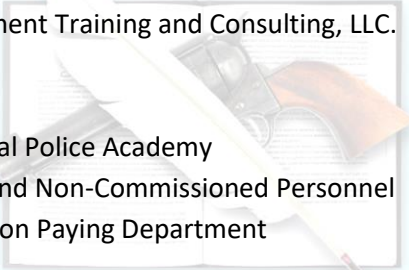 ment Training and Consulting, LLC.
al Police Academy
nd Non-Commissioned Personnel
on Paying Department